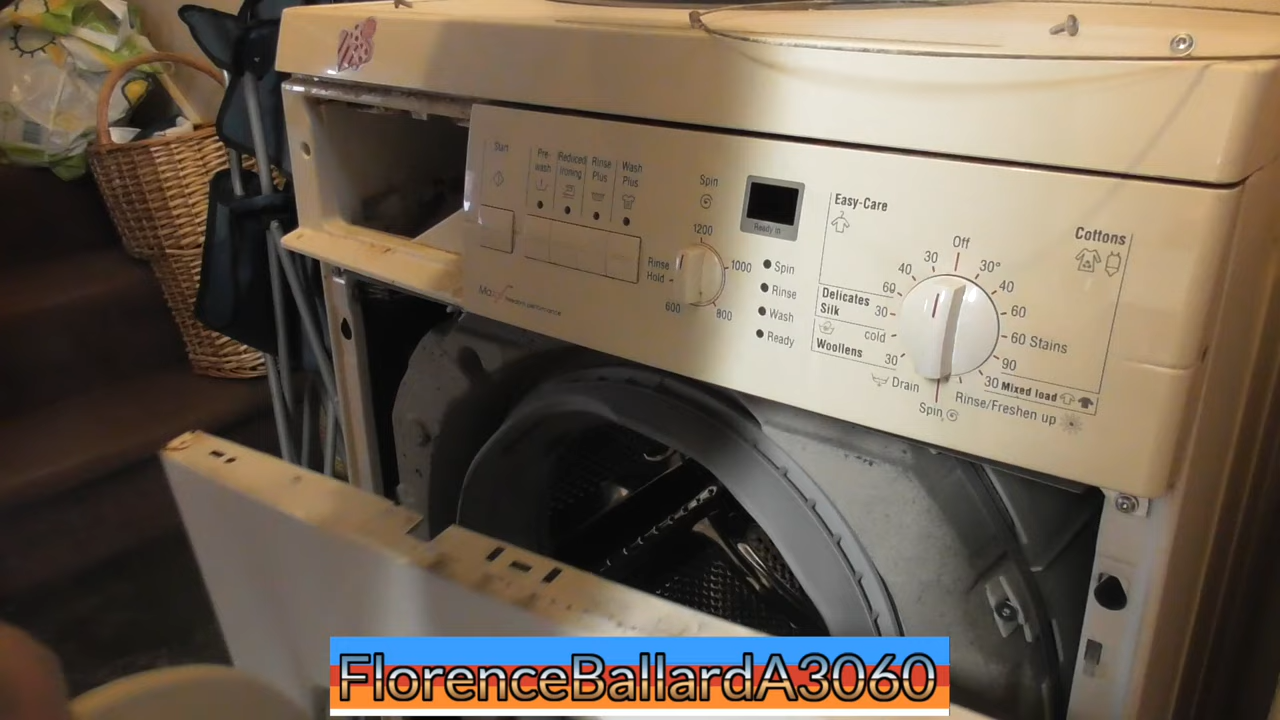 Start
Pre-
wash
Reduced
Ironing
Rinse
Plus
Wash
Plus
Spin
1200
1000
800
600
Rinse
Hold
Ready in
Spin
Rinse
Wash
Ready
Easy-Care
Cottons
Off
30
40
60
Delicates
Silk
30
cold
Woollens
30
Drain
Spin
30°
40
60
60 Stains
90
30 Mixed load
Rinse/Freshen up
FlorenceBallardA3060